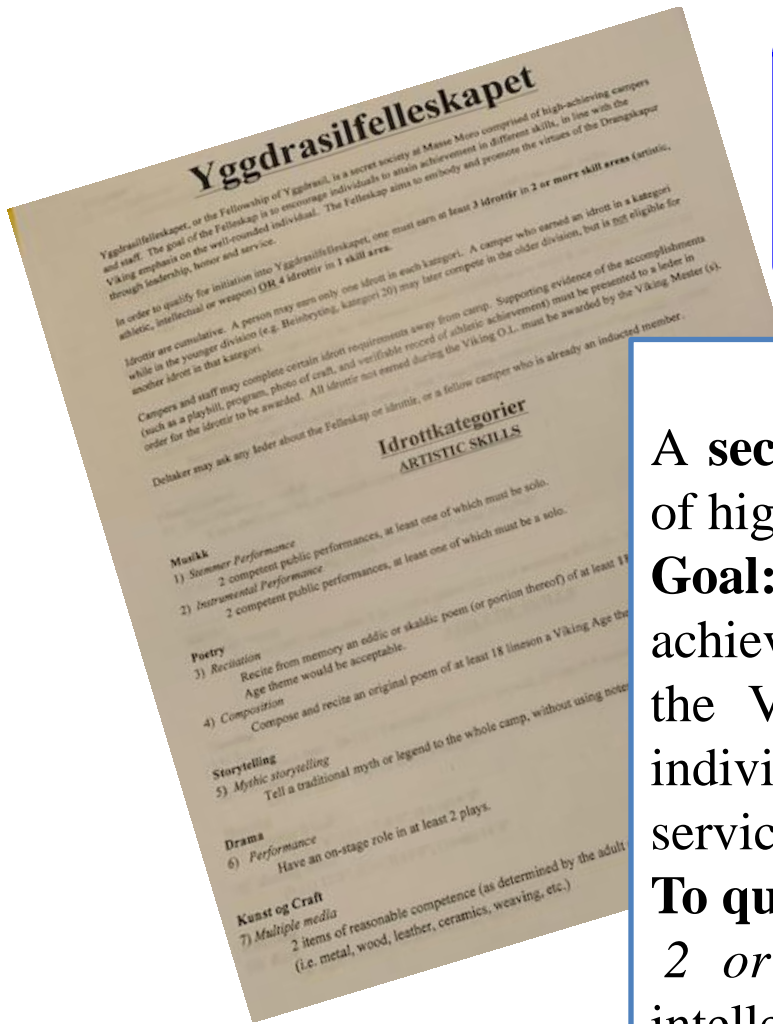 Yggdrasilfelleskapet
Yggdrasilfelleskapet, or the Fellowship of Yggdrasil, is a secret society at Masse Moro comprised of high-achieving campers
and staff. The goal of the Felleskap is to encourage individuals to attain achievement in different skills, in line with the
Viking emphasis on the well-rounded individual. The Felleskap aims to embody and promote the virtues of the Drangskapur
through leadership, honor and service.
In order to qualify for initiation into Yggdrasilfelleskapet, one must earn at least 3 idrottir in 2 or more skill areas (artistic,
athletic, intellectual or weapon) OR 4 idrottir in 1 skill area.
Idrottir are cumulative. A person may earn only one idrott in each kategori. A camper who earned an idrott in a kategori
while in the younger division (e.g. Beinbryting, kategori 20) may later compete in the older division, but is not eligible for
another idrott in that kategori.
Campers and staff may complete certain idrott requirements away from camp. Supporting evidence of the accomplishments
(such as a playbill, program, photo of craft, and verifiable record of athletic achievement) must be presented to a leder in
order for the idrottir to be awarded. All idrottir not earned during the Viking O.L. must be awarded by the Viking Mester (s).
Deltaker may ask any leder about the Felleskap or idrottir, or a fellow camper who is already an inducted member.
Idrottkategorier
ARTISTIC SKILLS
Musikk
1) Stemmer Performance
2 competent public performances, at least one of which must be solo.
2) Instrumental Performance
2 competent public performances, at least one of which must be a solo.
Poetry
3) Recitation
Recite from memory an eddic or skaldic poem (or portion thereof) of at least 18
Age theme would be acceptable.
4) Composition
Compose and recite an original poem of at least 18 lineson a Viking Age the
Storytelling
5) Mythic storytelling
Tell a traditional myth or legend to the whole camp, without using note
Drama
6) Performance
Have an on-stage role in at least 2 plays.
Kunst og Craft
7) Multiple media
2 items of reasonable competence (as determined by the adult
(i.e. metal, wood, leather, ceramics, weaving, etc.)
A sec
of hig
Goal:
achiev
the V
indivi
servic
To qu
2 or
intelle